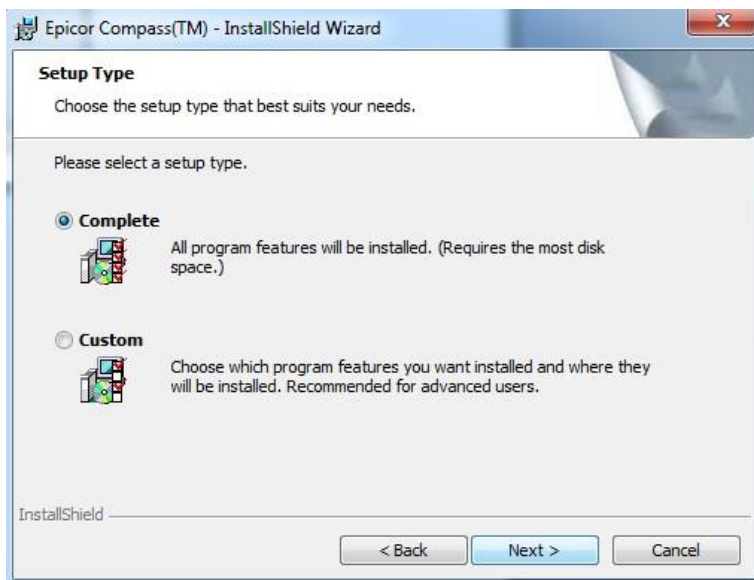 Epicor Compass(TM) - InstallShield Wizard
Setup Type
Choose the setup type that best suits your needs.
Please select a setup type.
Complete
All program features will be installed. (Requires the most disk
space.)
Custom
Choose which program features you want installed and where they
will be installed. Recommended for advanced users.
InstallShield
< Back
Next >
Cancel